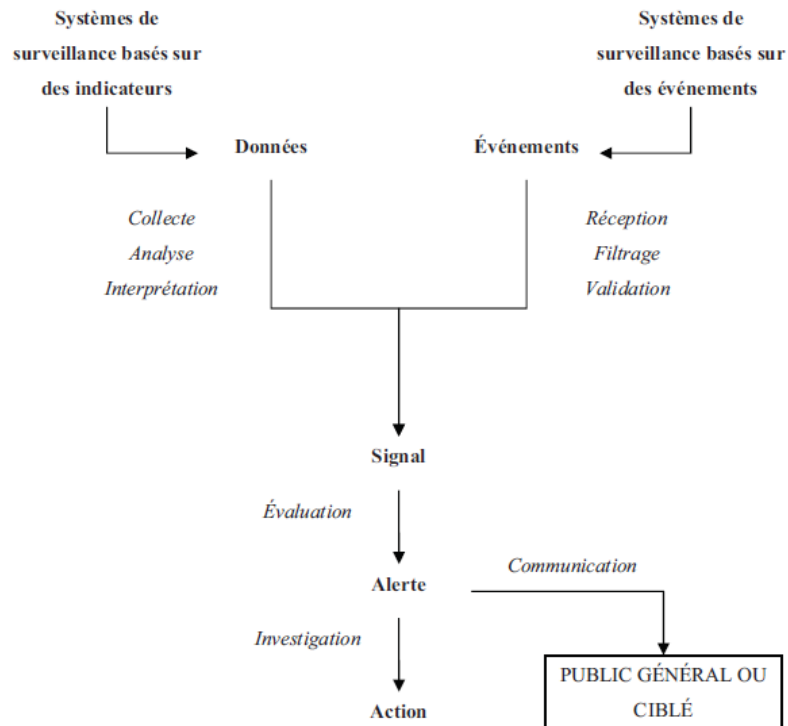 Systèmes de
surveillance basés sur
des indicateurs
Systèmes de
surveillance basés sur
des événements
Données
Événements
Collecte
Analyse
Interprétation
Réception
Filtrage
Validation
Signal
Évaluation
Communication
Alerte
Investigation
PUBLIC GÉNÉRAL OU
CIBLÉ
Action